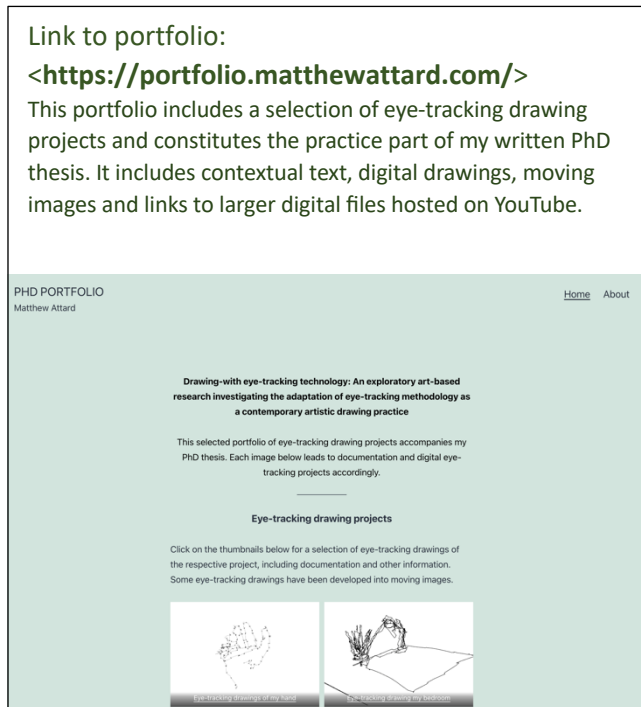 Link to portfolio:
<https://portfolio.matthewattard.com/>
This portfolio includes a selection of eye-tracking drawing
projects and constitutes the practice part of my written PhD
thesis. It includes contextual text, digital drawings, moving
images and links to larger digital files hosted on YouTube.
PHD PORTFOLIO
Matthew Attard
Home About
Drawing-with eye-tracking technology: An exploratory art-based
research investigating the adaptation of eye-tracking methodology as
a contemporary artistic drawing practice
This selected portfolio of eye-tracking drawing projects accompanies my
PhD thesis. Each image below leads to documentation and digital eye-
tracking projects accordingly.
Eye-tracking drawing projects
Click on the thumbnails below for a selection of eye-tracking drawings of
the respective project, including documentation and other information.
Some eye-tracking drawings have been developed into moving images.
Eye-tracking drawings of my hand
Eye-tracking drawing my bedroom